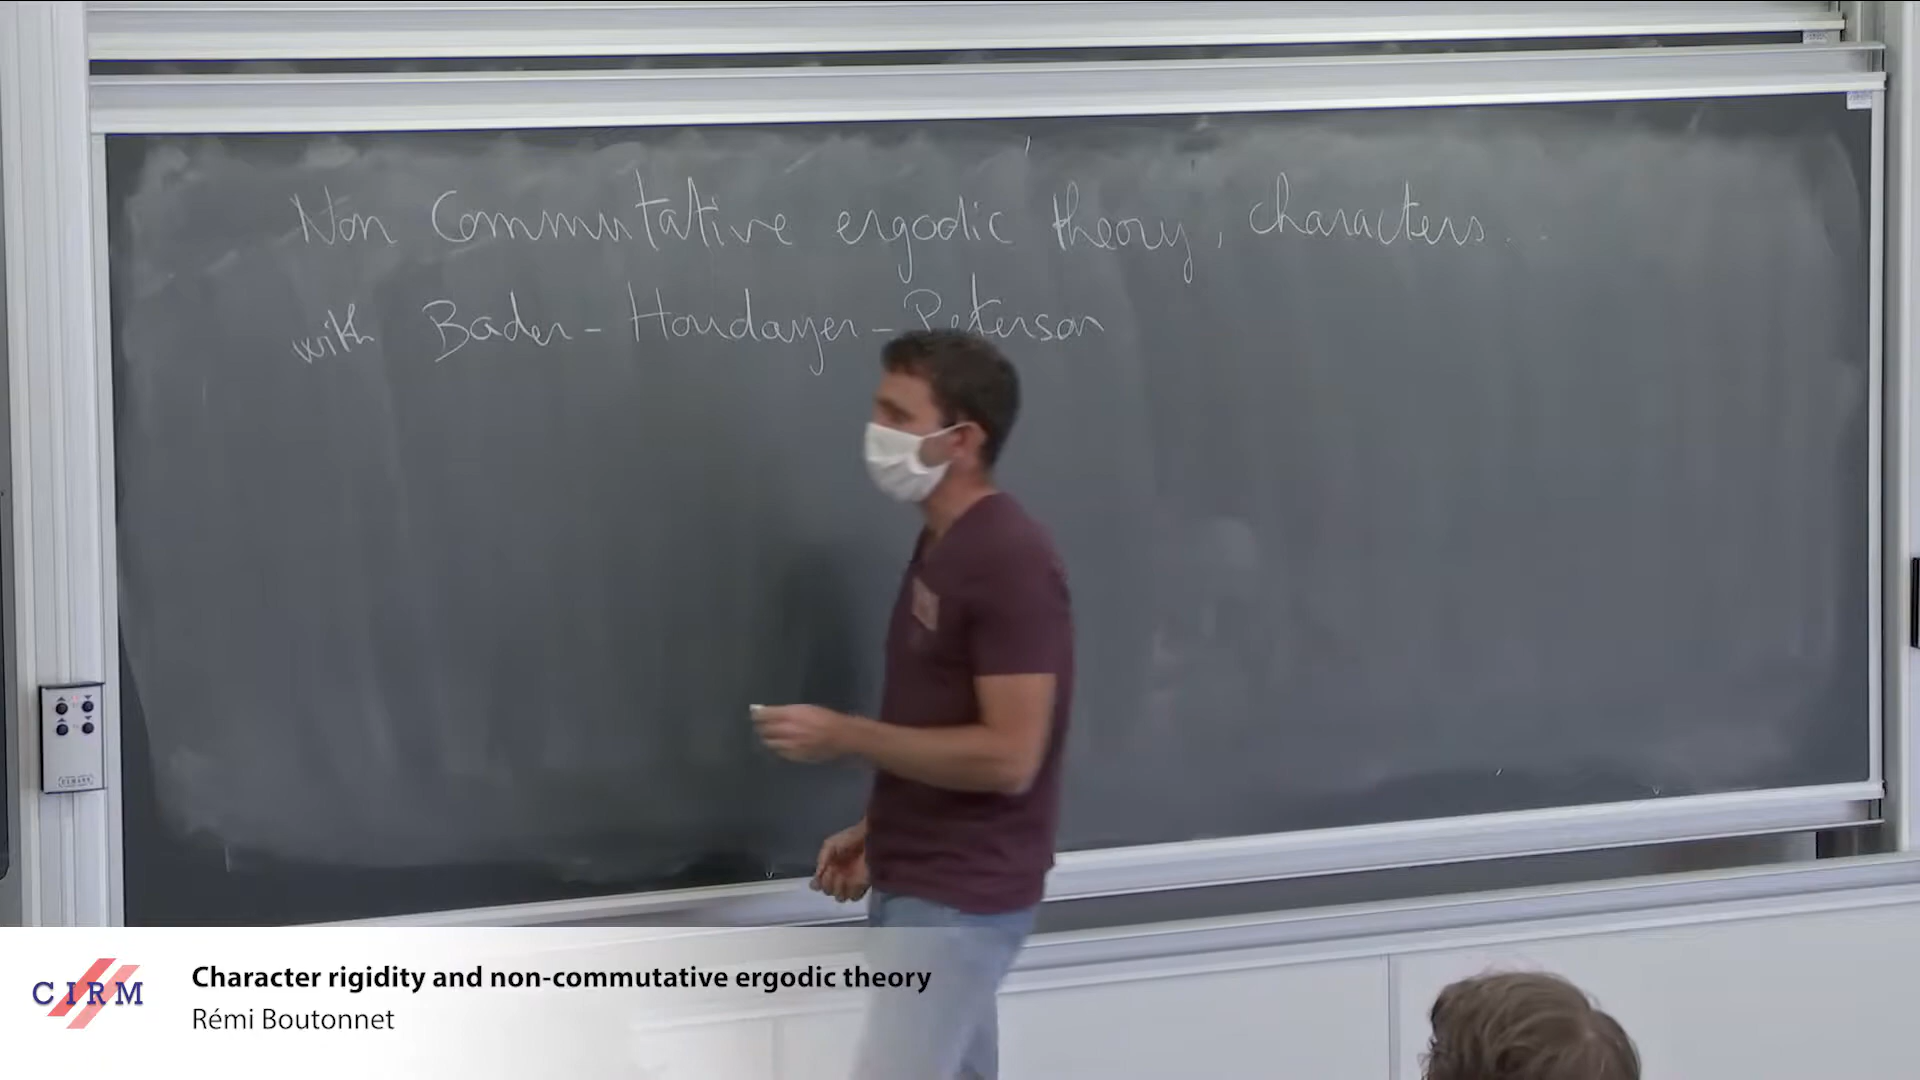 Non Commutative ergodic theory, characters...
with Bader - Houdayer - Peterson
CIRM
Character rigidity and non-commutative ergodic theory
Rémi Boutonnet